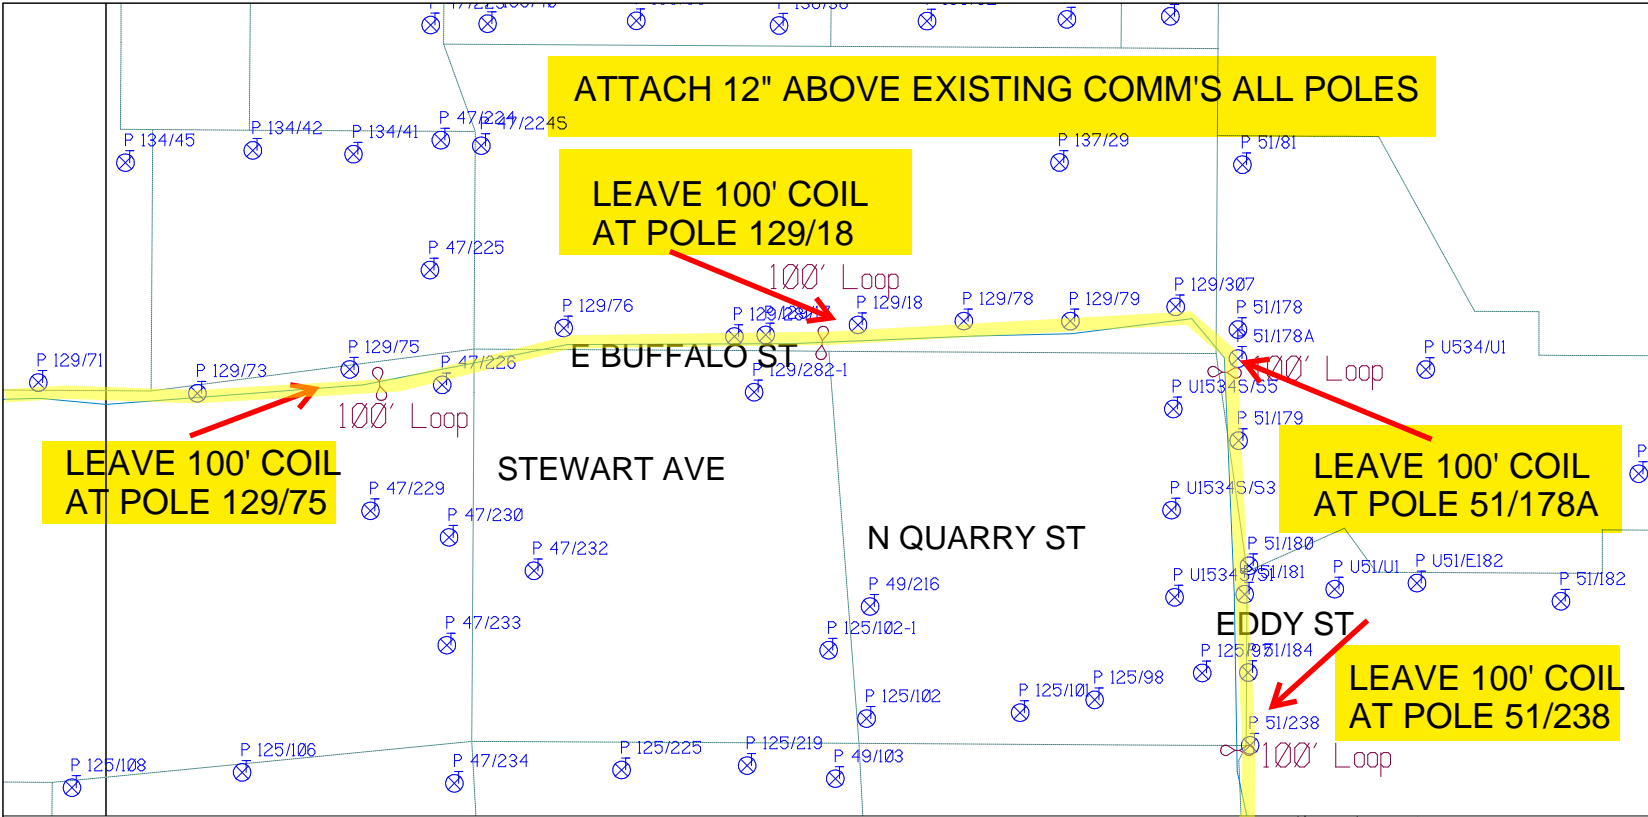 ATTACH 12" ABOVE EXISTING COMM'S ALL POLES
P 134/45
P 134/42
P 134/41
P 47/224
P 47/224S
P 137/29
P 51/81
LEAVE 100' COIL
AT POLE 129/18
P 47/225
100' Loop
P 129/76
P 129/18
P 129/78
P 129/79
P 129/307
P 51/178
P 51/178A
P U534/U1
E BUFFALO ST
P 129/71
P 129/73
P 129/75
P 47/226
P 129/282-1
100' Loop
100' Loop
P U1534S/S5
P 51/179
LEAVE 100' COIL
AT POLE 129/75
STEWART AVE
LEAVE 100' COIL
AT POLE 51/178A
P
P 47/229
P 47/230
P 47/232
P U1534S/S3
N QUARRY ST
P 51/180
P 51/181
P U1534S/S1
P U51/U1
P U51/E182
P 51/182
P 49/216
EDDY ST
P 47/233
P 125/102-1
P 125/97
P 51/184
P 125/98
P 125/101
P 125/102
LEAVE 100' COIL
AT POLE 51/238
P 51/238
100' Loop
P 125/108
P 125/106
P 47/234
P 125/225
P 125/219
P 49/103